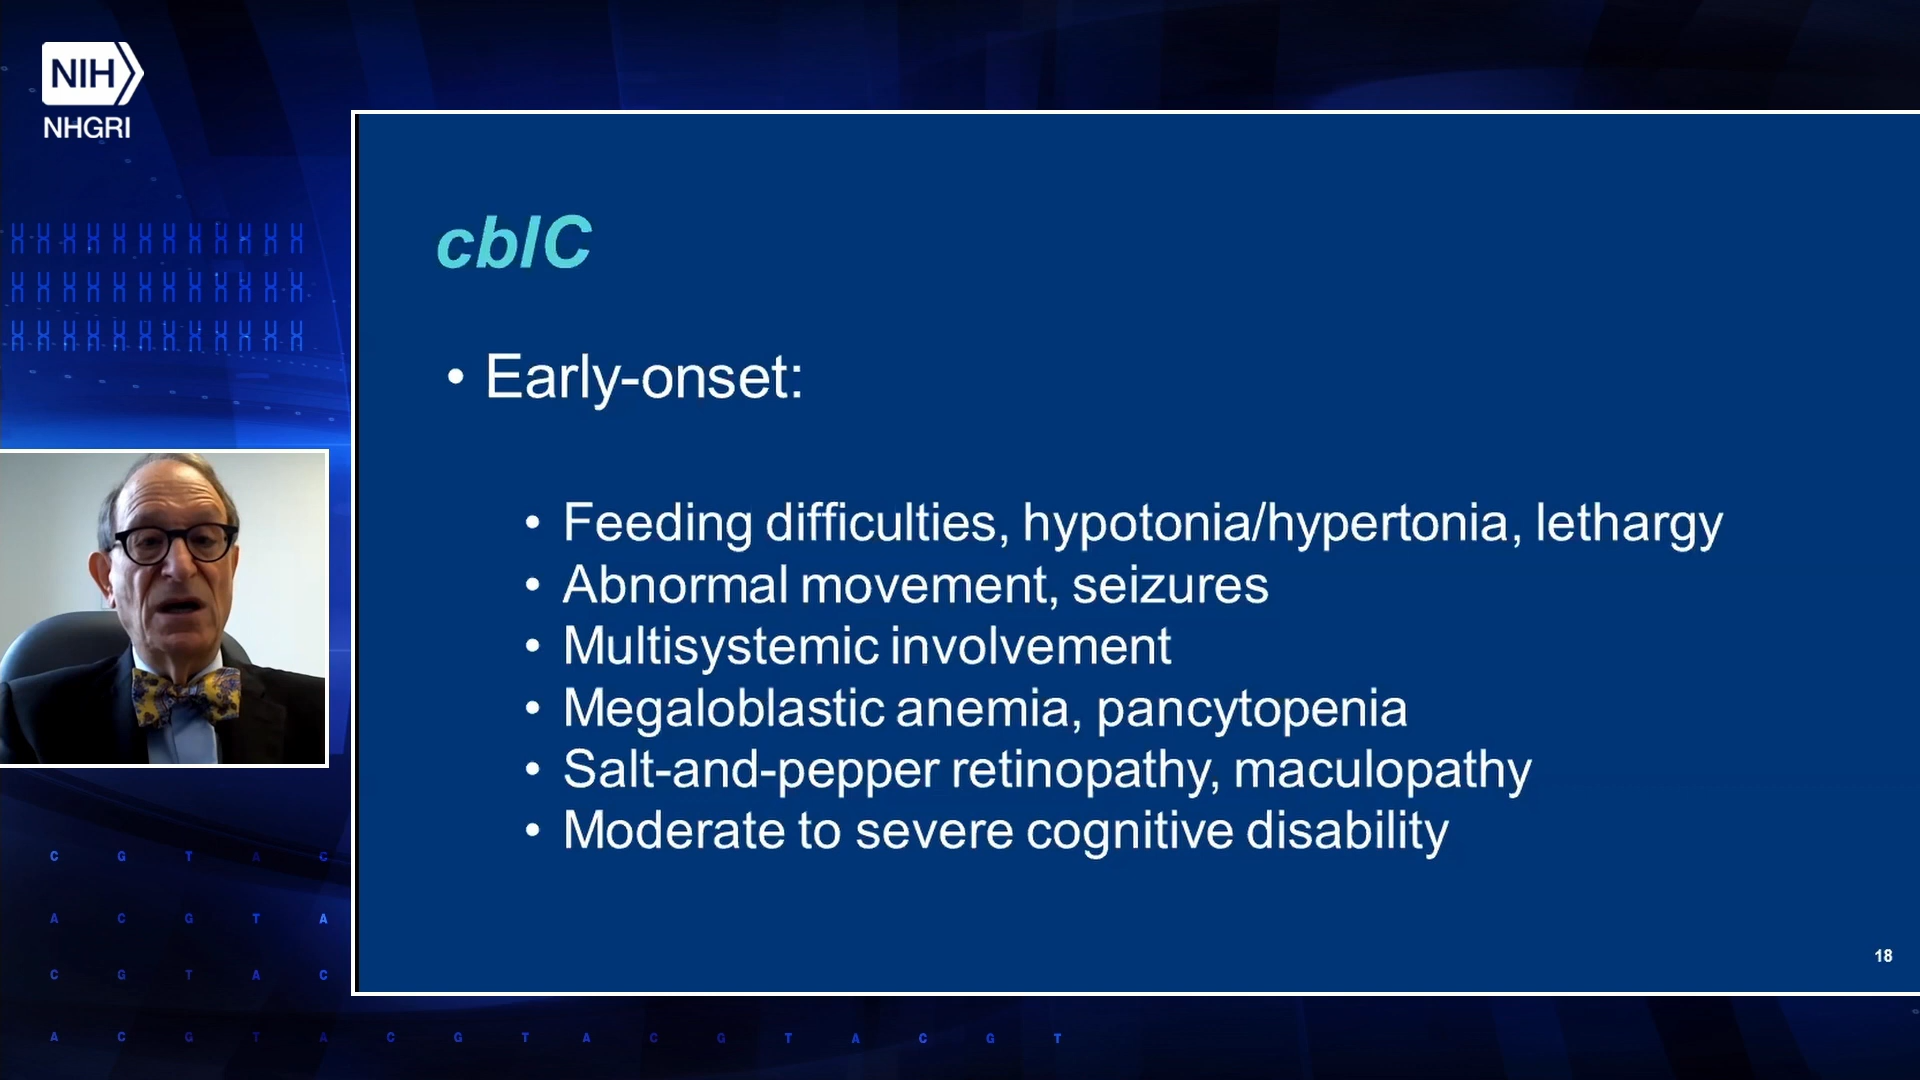 NIH
NHGRI
cblC
• Early-onset:
• Feeding difficulties, hypotonia/hypertonia, lethargy
• Abnormal movement, seizures
• Multisystemic involvement
• Megaloblastic anemia, pancytopenia
• Salt-and-pepper retinopathy, maculopathy
• Moderate to severe cognitive disability
18
C G T A C
A C G T A
C G T A C
A C G T A C G T A C G T A C G T